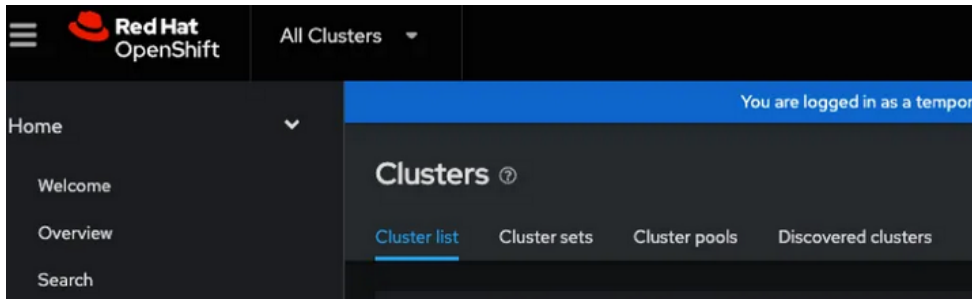 Red Hat
OpenShift
All Clusters
You are logged in as a tempor
Home
Clusters
Welcome
Overview
Cluster list Cluster sets Cluster pools Discovered clusters
Search